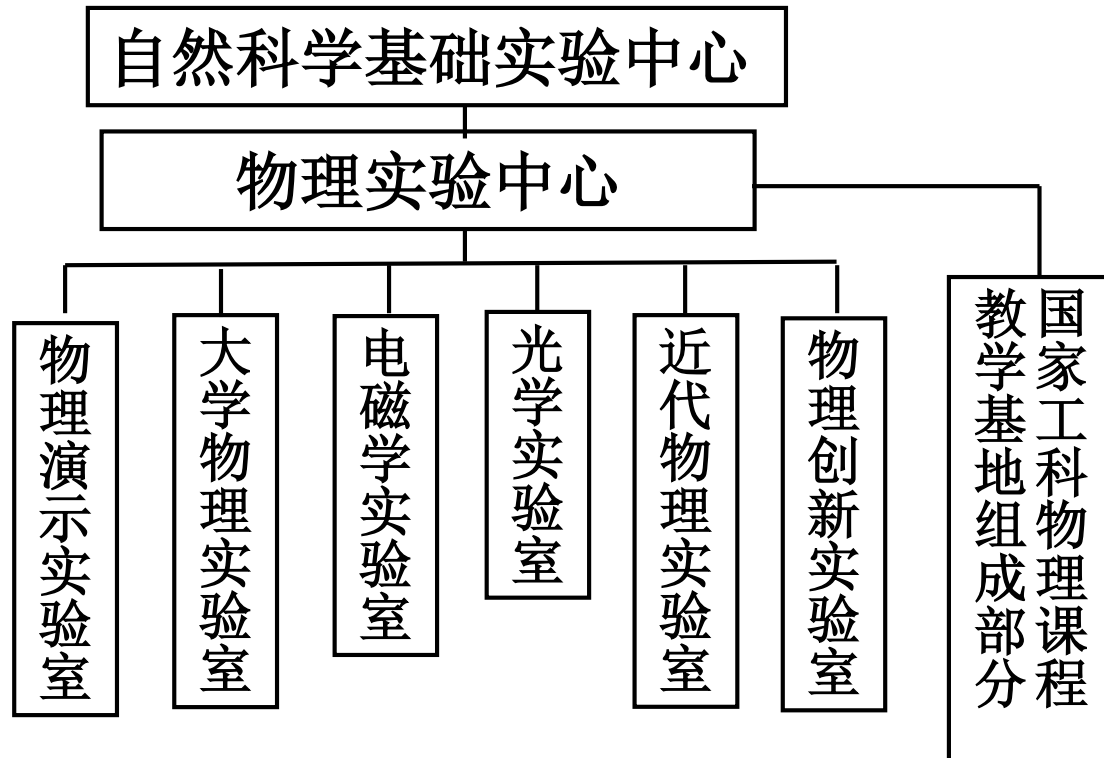 自然科学基础实验中心
物理实验中心
物理演示实验室
大学物理实验室
电磁学实验室
光学实验室
近代物理实验室
物理创新实验室
国家工科物理课程
教学基地组成部分